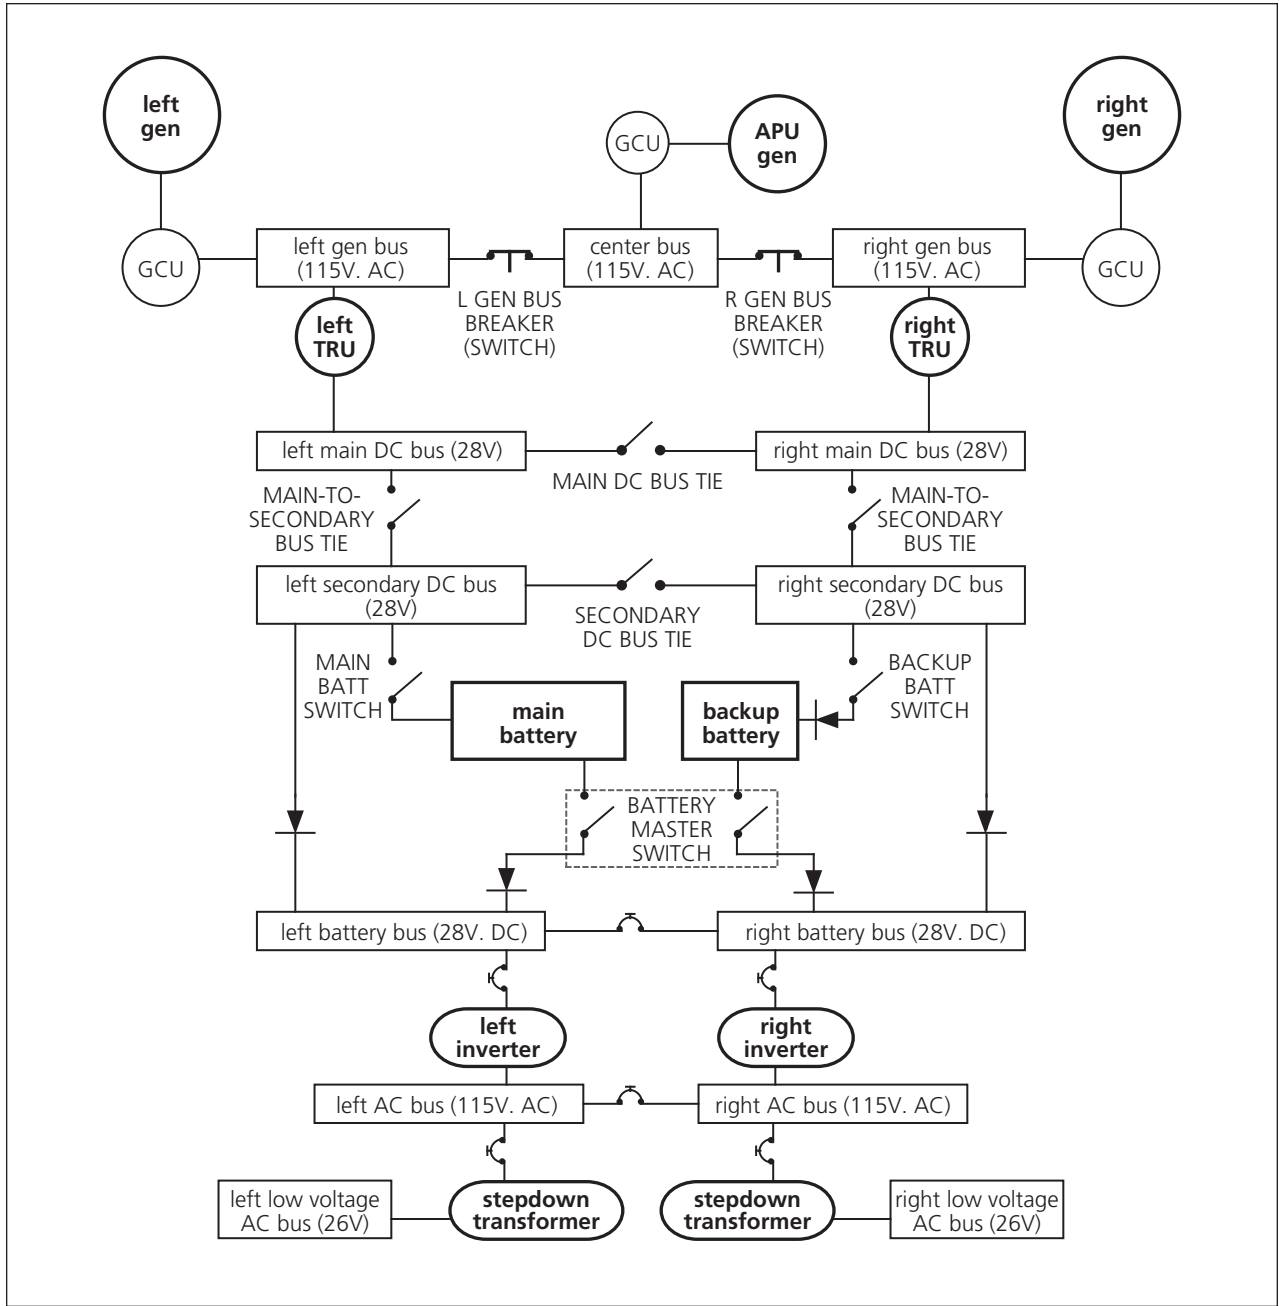 left
gen
APU
gen
right
gen
GCU
GCU
left gen bus
(115V. AC)
center bus
(115V. AC)
right gen bus
(115V. AC)
GCU
L GEN BUS
BREAKER
(SWITCH)
R GEN BUS
BREAKER
(SWITCH)
left
TRU
right
TRU
left main DC bus (28V)
right main DC bus (28V)
MAIN DC BUS TIE
MAIN-TO-
SECONDARY
BUS TIE
MAIN-TO-
SECONDARY
BUS TIE
left secondary DC bus
(28V)
right secondary DC bus
(28V)
SECONDARY
DC BUS TIE
MAIN
BATT
SWITCH
BACKUP
BATT
SWITCH
main
battery
backup
battery
BATTERY
MASTER
SWITCH
left battery bus (28V. DC)
right battery bus (28V. DC)
left
inverter
right
inverter
left AC bus (115V. AC)
right AC bus (115V. AC)
left low voltage
AC bus (26V)
stepdown
transformer
stepdown
transformer
right low voltage
AC bus (26V)